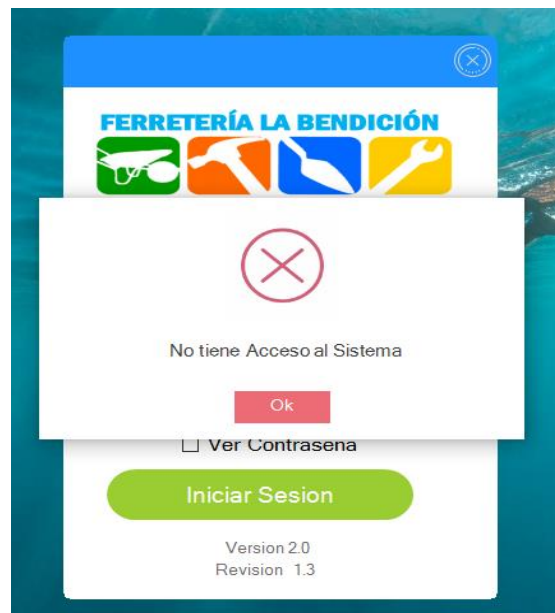 FERRETERÍA LA BENDICIÓN
No tiene Acceso al Sistema
Ok
Ver Contrasena
Iniciar Sesion
Version 2.0
Revision 1.3